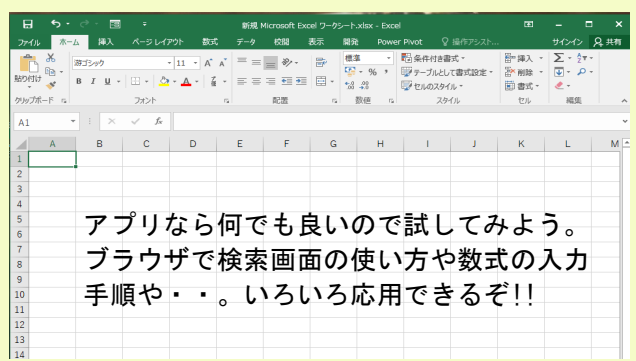 新規 Microsoft Excel ワークシート.xlsx - Excel
ファイル ホーム 挿入 ページ レイアウト 数式 データ 校閲 表示 開発 Power Pivot 操作アシスト... サインイン 共有
貼り付け 游ゴシック 11 A A 標準 条件付き書式 挿入 Σ
B I U A % , テーブルとして書式設定 削除
セルのスタイル 書式
クリップボード フォント 配置 数値 スタイル セル 編集
A1 fx
A B C D E F G H I J K L M
1
2
3
4
5
6
7
8
9
10
11
12
13
14
アプリなら何でも良いので試してみよう。
ブラウザで検索画面の使い方や数式の入力
手順や・・。いろいろ応用できるぞ!!